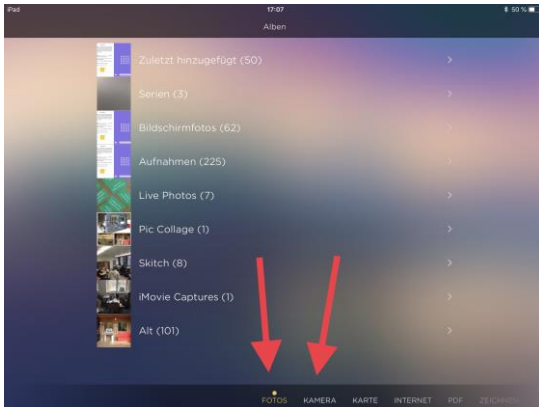 iPad 17:07 50 %
Alben
Zuletzt hinzugefügt (50)
Serien (3)
Bildschirmfotos (62)
Aufnahmen (225)
Live Photos (7)
Pic Collage (1)
Skitch (8)
iMovie Captures (1)
Alt (101)
FOTOS KAMERA KARTE INTERNET PDF ZEICHNEN